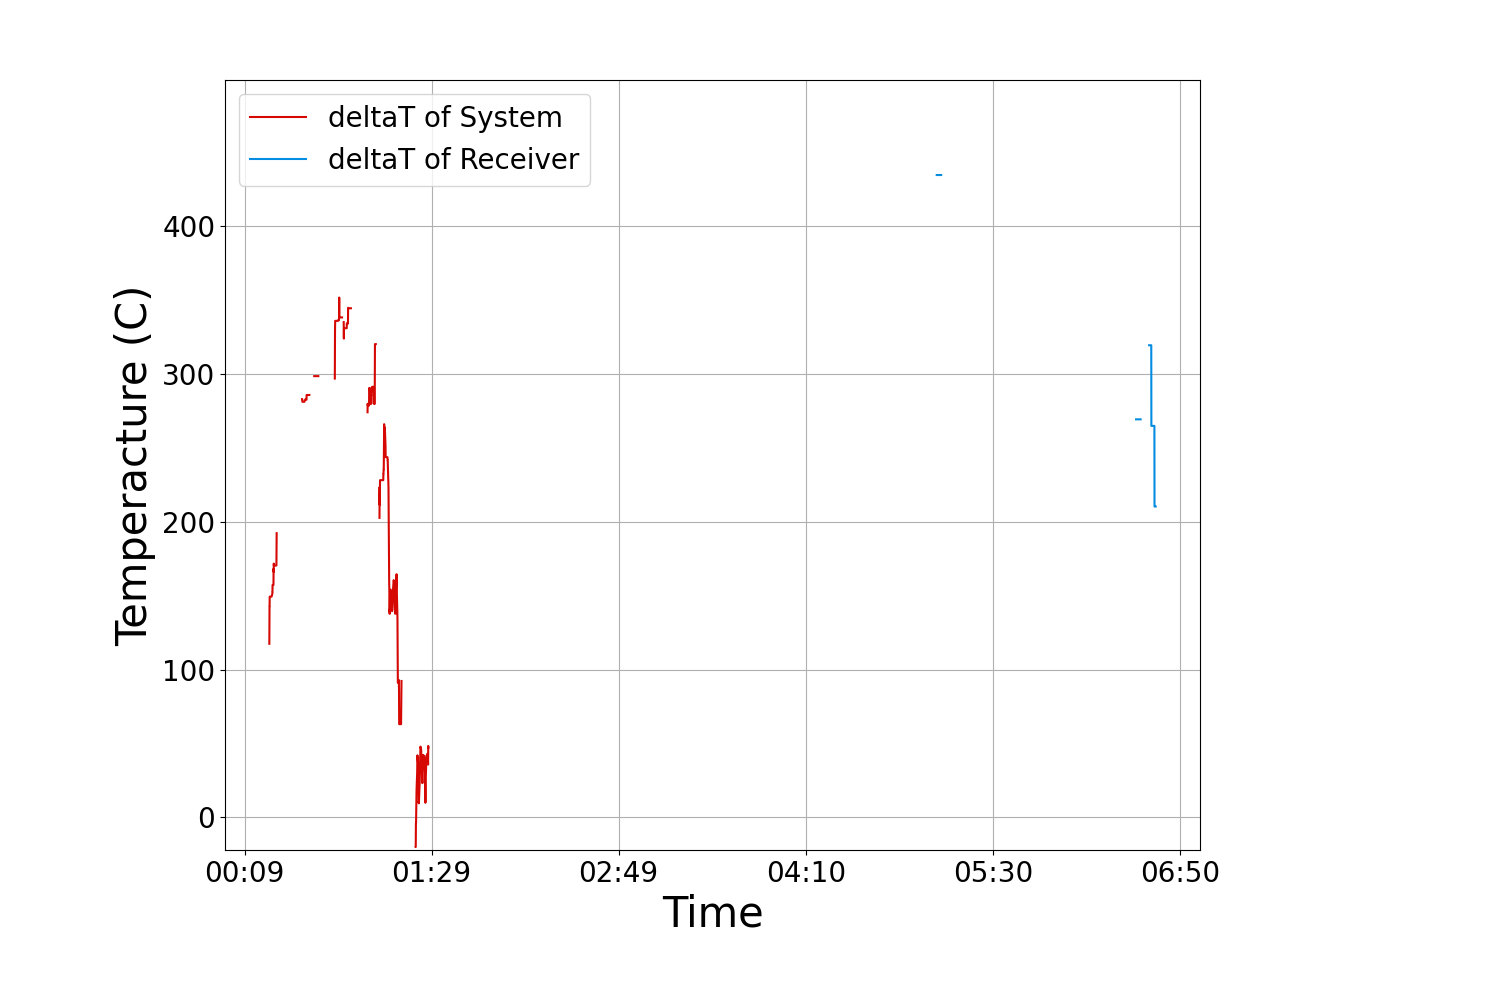 deltaT of System
deltaT of Receiver
400
300
200
100
0
Temperacture (C)
00:09 01:29 02:49 04:10 05:30 06:50
Time